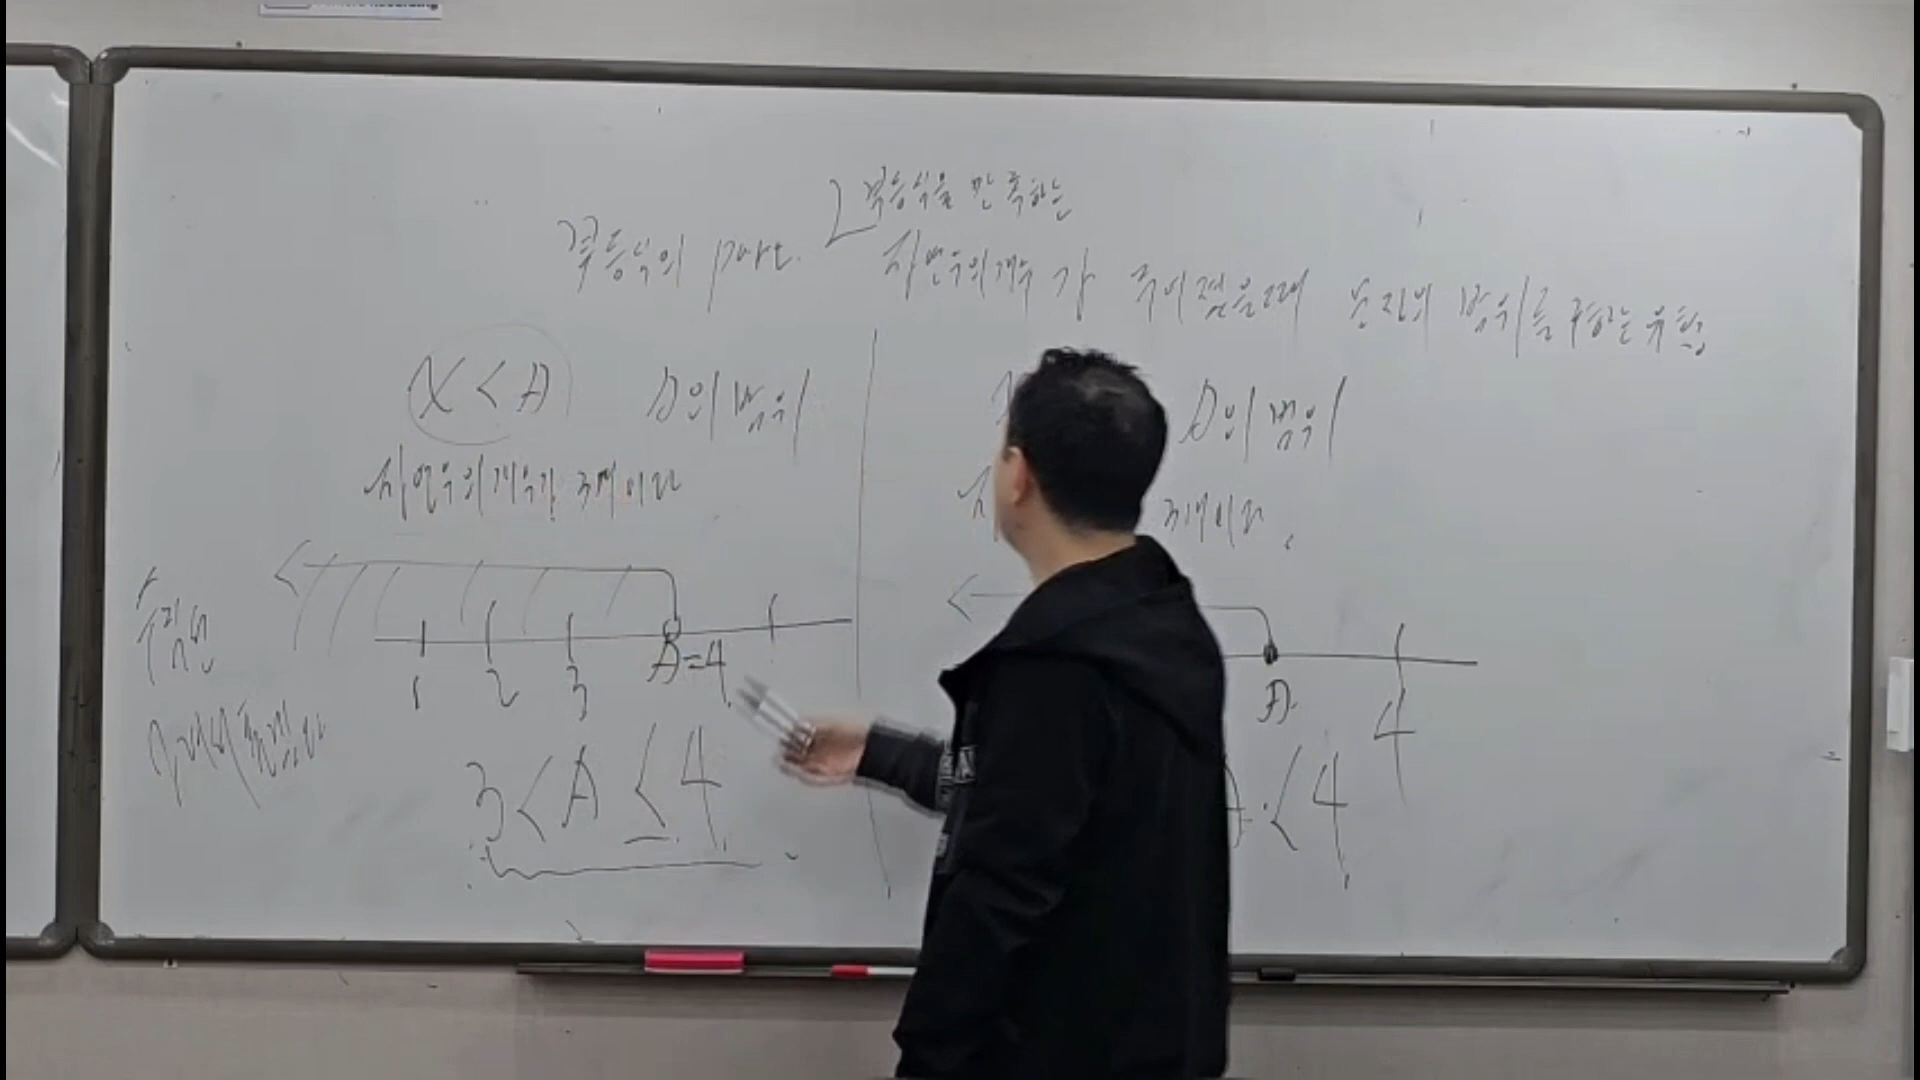 부등식을 만족하는
부등식의 part. 자연수의개수가 주어졌을때 문자의 범위를 구하는유형
x < A A의 범위
자연수의개수가 3개이다
A=4
1 2 3
3 < A ≤ 4
A의 범위
3개이다.
A
4
A < 4